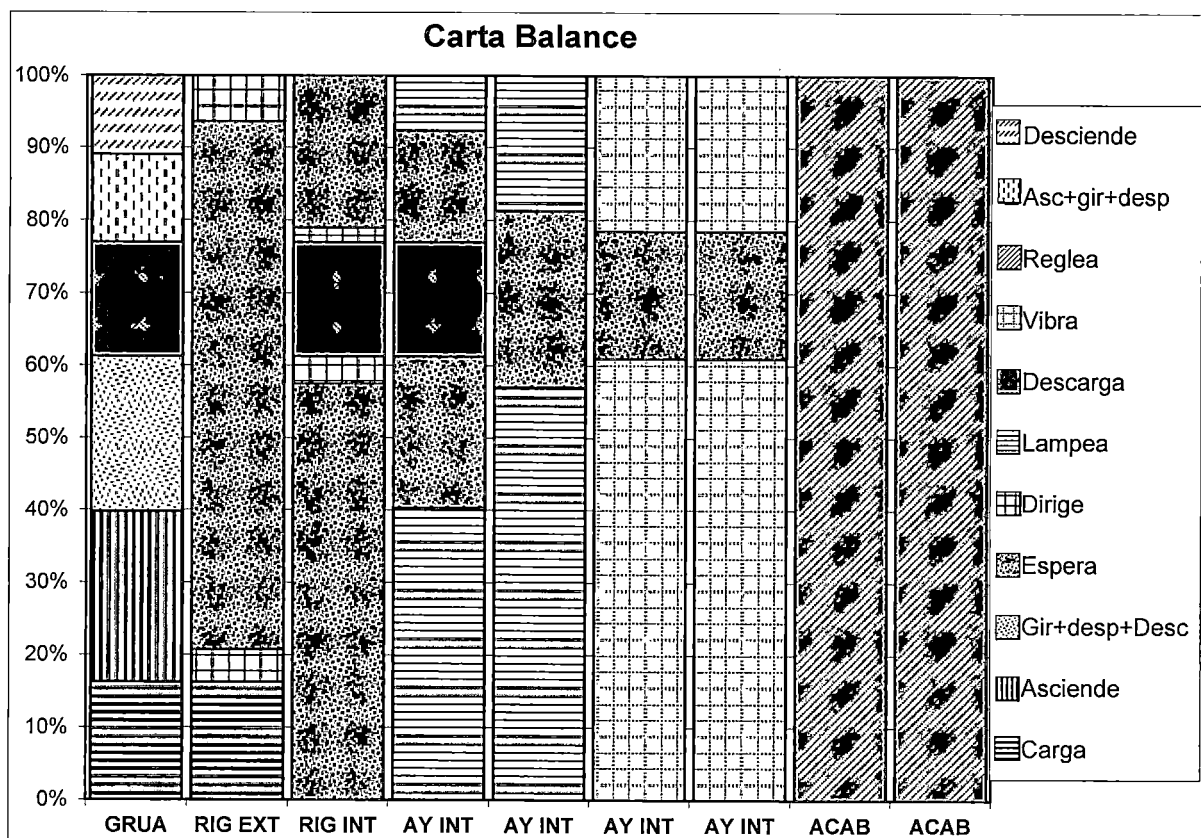 Carta Balance
100%
90%
80%
70%
60%
50%
40%
30%
20%
10%
0%
GRUA RIG EXT RIG INT AY INT AY INT AY INT AY INT ACAB ACAB
Desciende
Asc+gir+desp
Reglea
Vibra
Descarga
Lampea
Dirige
Espera
Gir+desp+Desc
Asciende
Carga